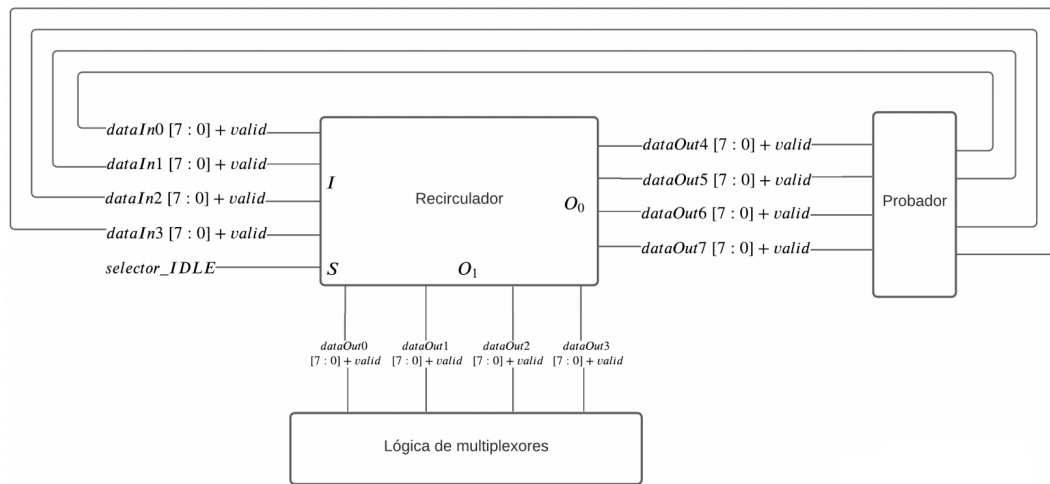 dataIn0 [7 : 0] + valid
dataIn1 [7 : 0] + valid
dataIn2 [7 : 0] + valid
dataIn3 [7 : 0] + valid
selector_IDLE
I
S
Recirculador
O₀
O₁
dataOut4 [7 : 0] + valid
dataOut5 [7 : 0] + valid
dataOut6 [7 : 0] + valid
dataOut7 [7 : 0] + valid
Probador
dataOut0
[7 : 0] + valid
dataOut1
[7 : 0] + valid
dataOut2
[7 : 0] + valid
dataOut3
[7 : 0] + valid
Lógica de multiplexores